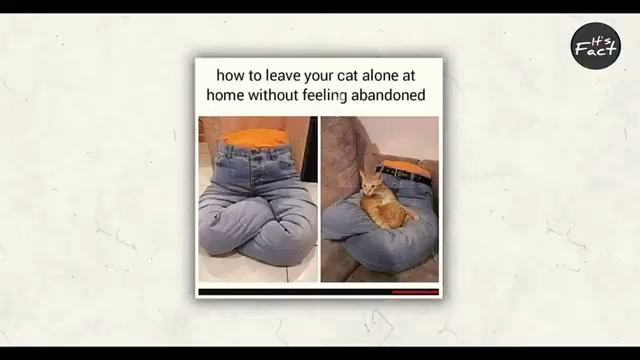 It's
Fact
how to leave your cat alone at
home without feeling abandoned